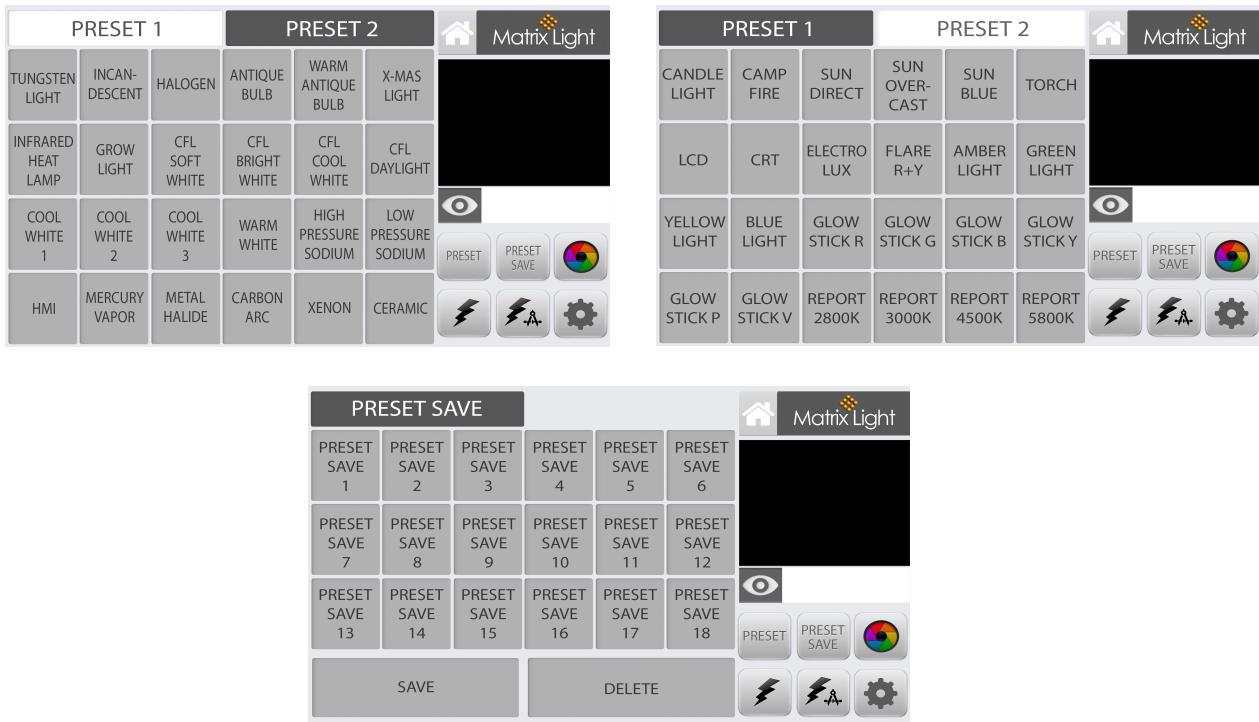 PRESET 1
PRESET 2
Matrix Light
TUNGSTEN
LIGHT
INCAN-
DESCENT
HALOGEN
ANTIQUE
BULB
WARM
ANTIQUE
BULB
X-MAS
LIGHT
INFRARED
HEAT
LAMP
GROW
LIGHT
CFL
SOFT
WHITE
CFL
BRIGHT
WHITE
CFL
COOL
WHITE
CFL
DAYLIGHT
COOL
WHITE
1
COOL
WHITE
2
COOL
WHITE
3
WARM
WHITE
HIGH
PRESSURE
SODIUM
LOW
PRESSURE
SODIUM
HMI
MERCURY
VAPOR
METAL
HALIDE
CARBON
ARC
XENON
CERAMIC
PRESET
PRESET
SAVE
PRESET 1
PRESET 2
Matrix Light
CANDLE
LIGHT
CAMP
FIRE
SUN
DIRECT
SUN
OVER-
CAST
SUN
BLUE
TORCH
LCD
CRT
ELECTRO
LUX
FLARE
R+Y
AMBER
LIGHT
GREEN
LIGHT
YELLOW
LIGHT
BLUE
LIGHT
GLOW
STICK R
GLOW
STICK G
GLOW
STICK B
GLOW
STICK Y
GLOW
STICK P
GLOW
STICK V
REPORT
2800K
REPORT
3000K
REPORT
4500K
REPORT
5800K
PRESET
PRESET
SAVE
PRESET SAVE
Matrix Light
PRESET
SAVE
1
PRESET
SAVE
2
PRESET
SAVE
3
PRESET
SAVE
4
PRESET
SAVE
5
PRESET
SAVE
6
PRESET
SAVE
7
PRESET
SAVE
8
PRESET
SAVE
9
PRESET
SAVE
10
PRESET
SAVE
11
PRESET
SAVE
12
PRESET
SAVE
13
PRESET
SAVE
14
PRESET
SAVE
15
PRESET
SAVE
16
PRESET
SAVE
17
PRESET
SAVE
18
SAVE
DELETE
PRESET
PRESET
SAVE